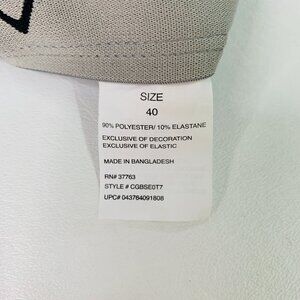 SIZE
40
90% POLYESTER/ 10% ELASTANE
EXCLUSIVE OF DECORATION
EXCLUSIVE OF ELASTIC
MADE IN BANGLADESH
RN# 37763
STYLE # CGBSE0T7
UPC# 043764091808